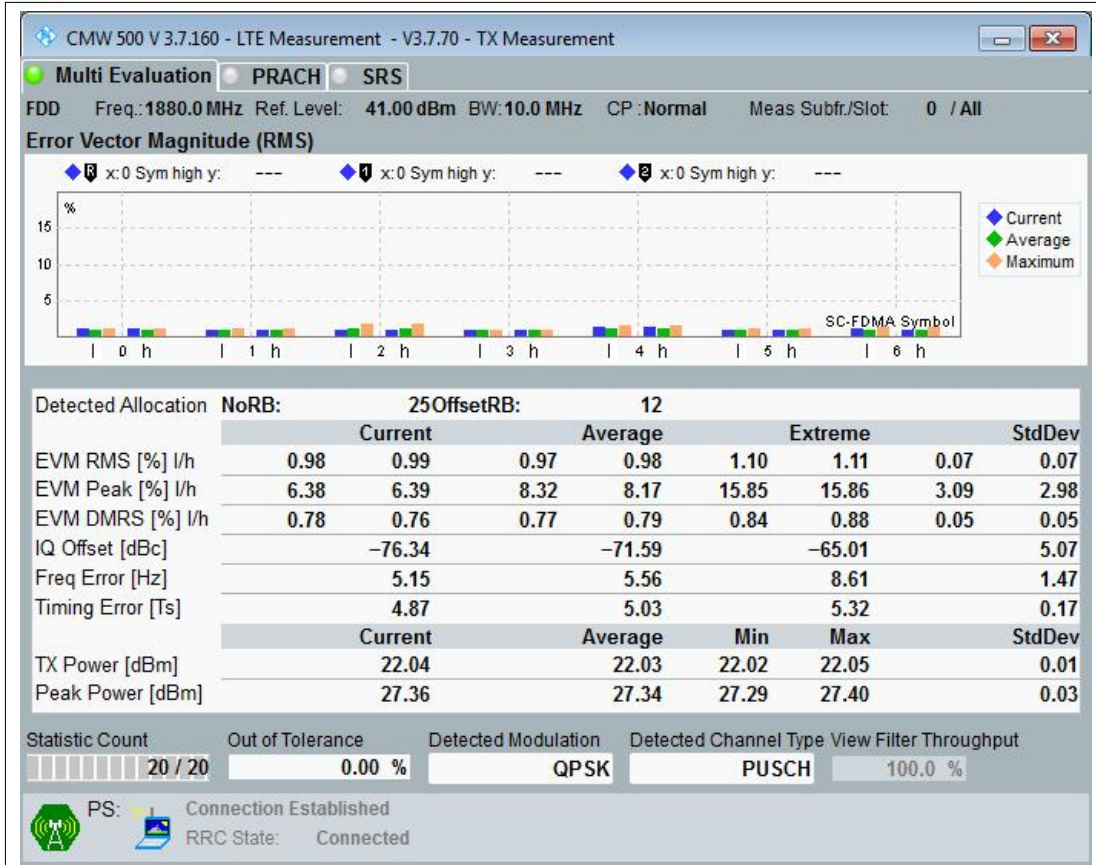 CMW 500 V 3.7.160 - LTE Measurement - V3.7.70 - TX Measurement
Multi Evaluation PRACH SRS
FDD Freq.: 1880.0 MHz Ref. Level: 41.00 dBm BW: 10.0 MHz CP : Normal Meas Subfr./Slot: 0 / All
Error Vector Magnitude (RMS)
R x: 0 Sym high y: --- 1 x: 0 Sym high y: --- 2 x: 0 Sym high y: ---
%
15
10
5
Current
Average
Maximum
SC-FDMA Symbol
l 0 h l 1 h l 2 h l 3 h l 4 h l 5 h l 6 h
Detected Allocation NoRB: 25 OffsetRB: 12
Current Average Extreme StdDev
EVM RMS [%] l/h 0.98 0.99 0.97 0.98 1.10 1.11 0.07 0.07
EVM Peak [%] l/h 6.38 6.39 8.32 8.17 15.85 15.86 3.09 2.98
EVM DMRS [%] l/h 0.78 0.76 0.77 0.79 0.84 0.88 0.05 0.05
IQ Offset [dBc] −76.34 −71.59 −65.01 5.07
Freq Error [Hz] 5.15 5.56 8.61 1.47
Timing Error [Ts] 4.87 5.03 5.32 0.17
Current Average Min Max StdDev
TX Power [dBm] 22.04 22.03 22.02 22.05 0.01
Peak Power [dBm] 27.36 27.34 27.29 27.40 0.03
Statistic Count Out of Tolerance Detected Modulation Detected Channel Type View Filter Throughput
20 / 20 0.00 % QPSK PUSCH 100.0 %
PS: Connection Established
RRC State: Connected